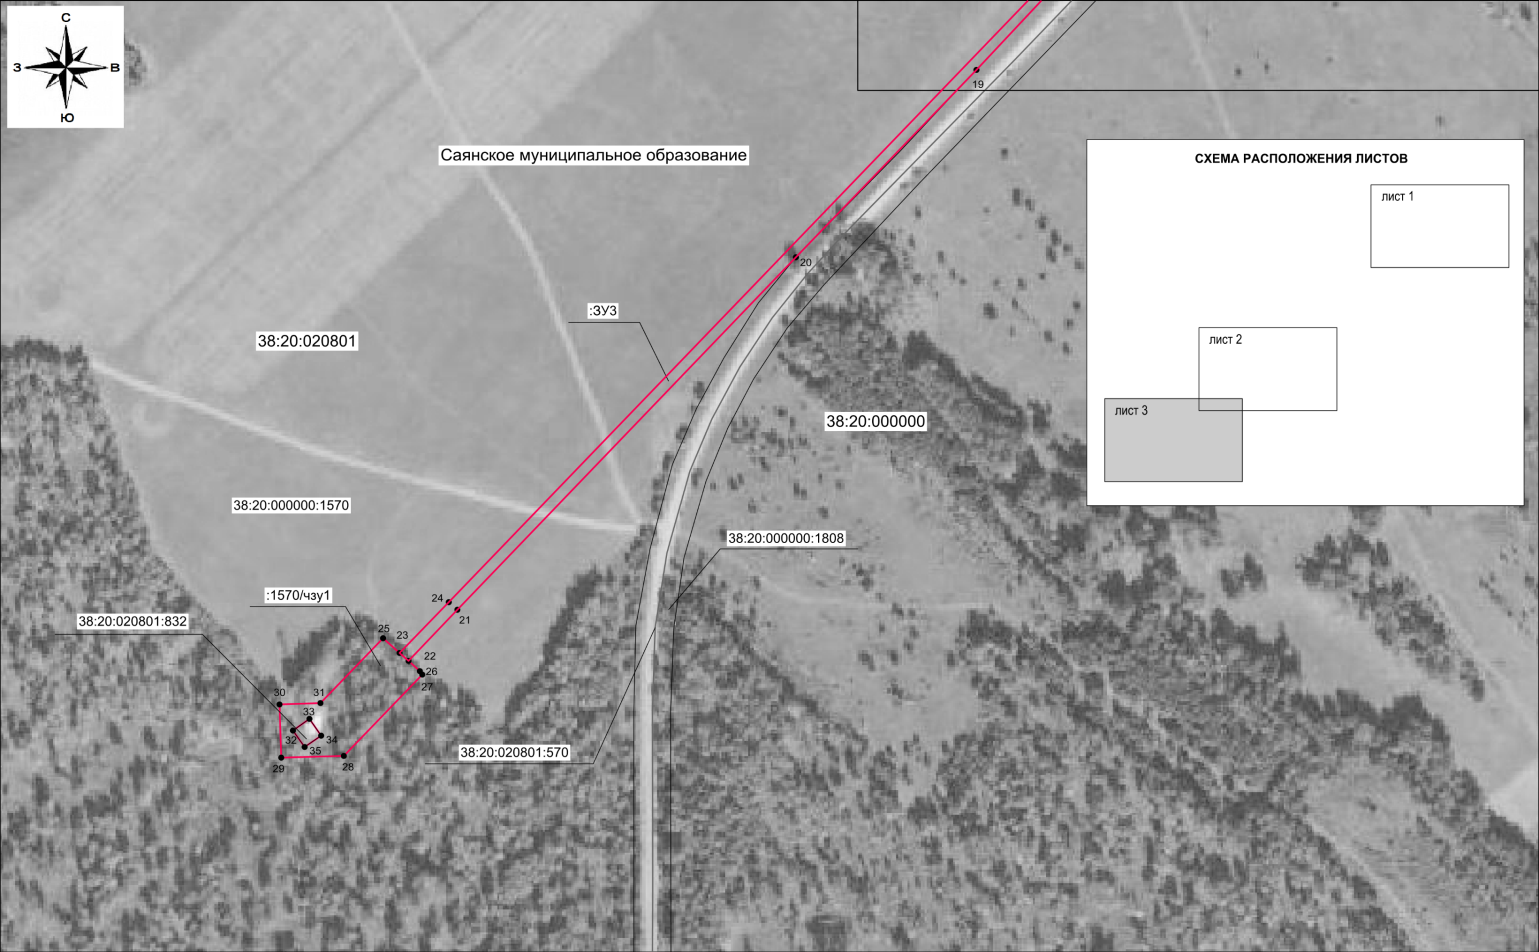 С
З
В
Ю
19
Саянское муниципальное образование
СХЕМА РАСПОЛОЖЕНИЯ ЛИСТОВ
лист 1
20
:ЗУ3
38:20:020801
лист 2
лист 3
38:20:000000
38:20:000000:1570
38:20:000000:1808
:1570/чзу1
24
21
38:20:020801:832
25
23
22
26
27
30
31
33
32
34
35
38:20:020801:570
29
28